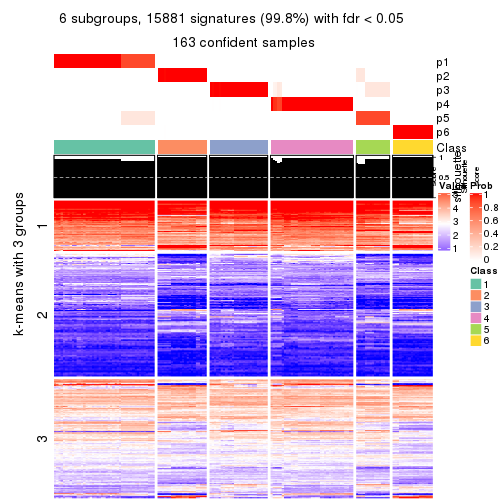 6 subgroups, 15881 signatures (99.8%) with fdr < 0.05
163 confident samples
p1
p2
p3
p4
p5
p6
Class
1
0.5
silhouette
score
Value
4
3
2
1
Prob
1
0.8
0.6
0.4
0.2
0
Class
1
2
3
4
5
6
k-means with 3 groups
1
2
3